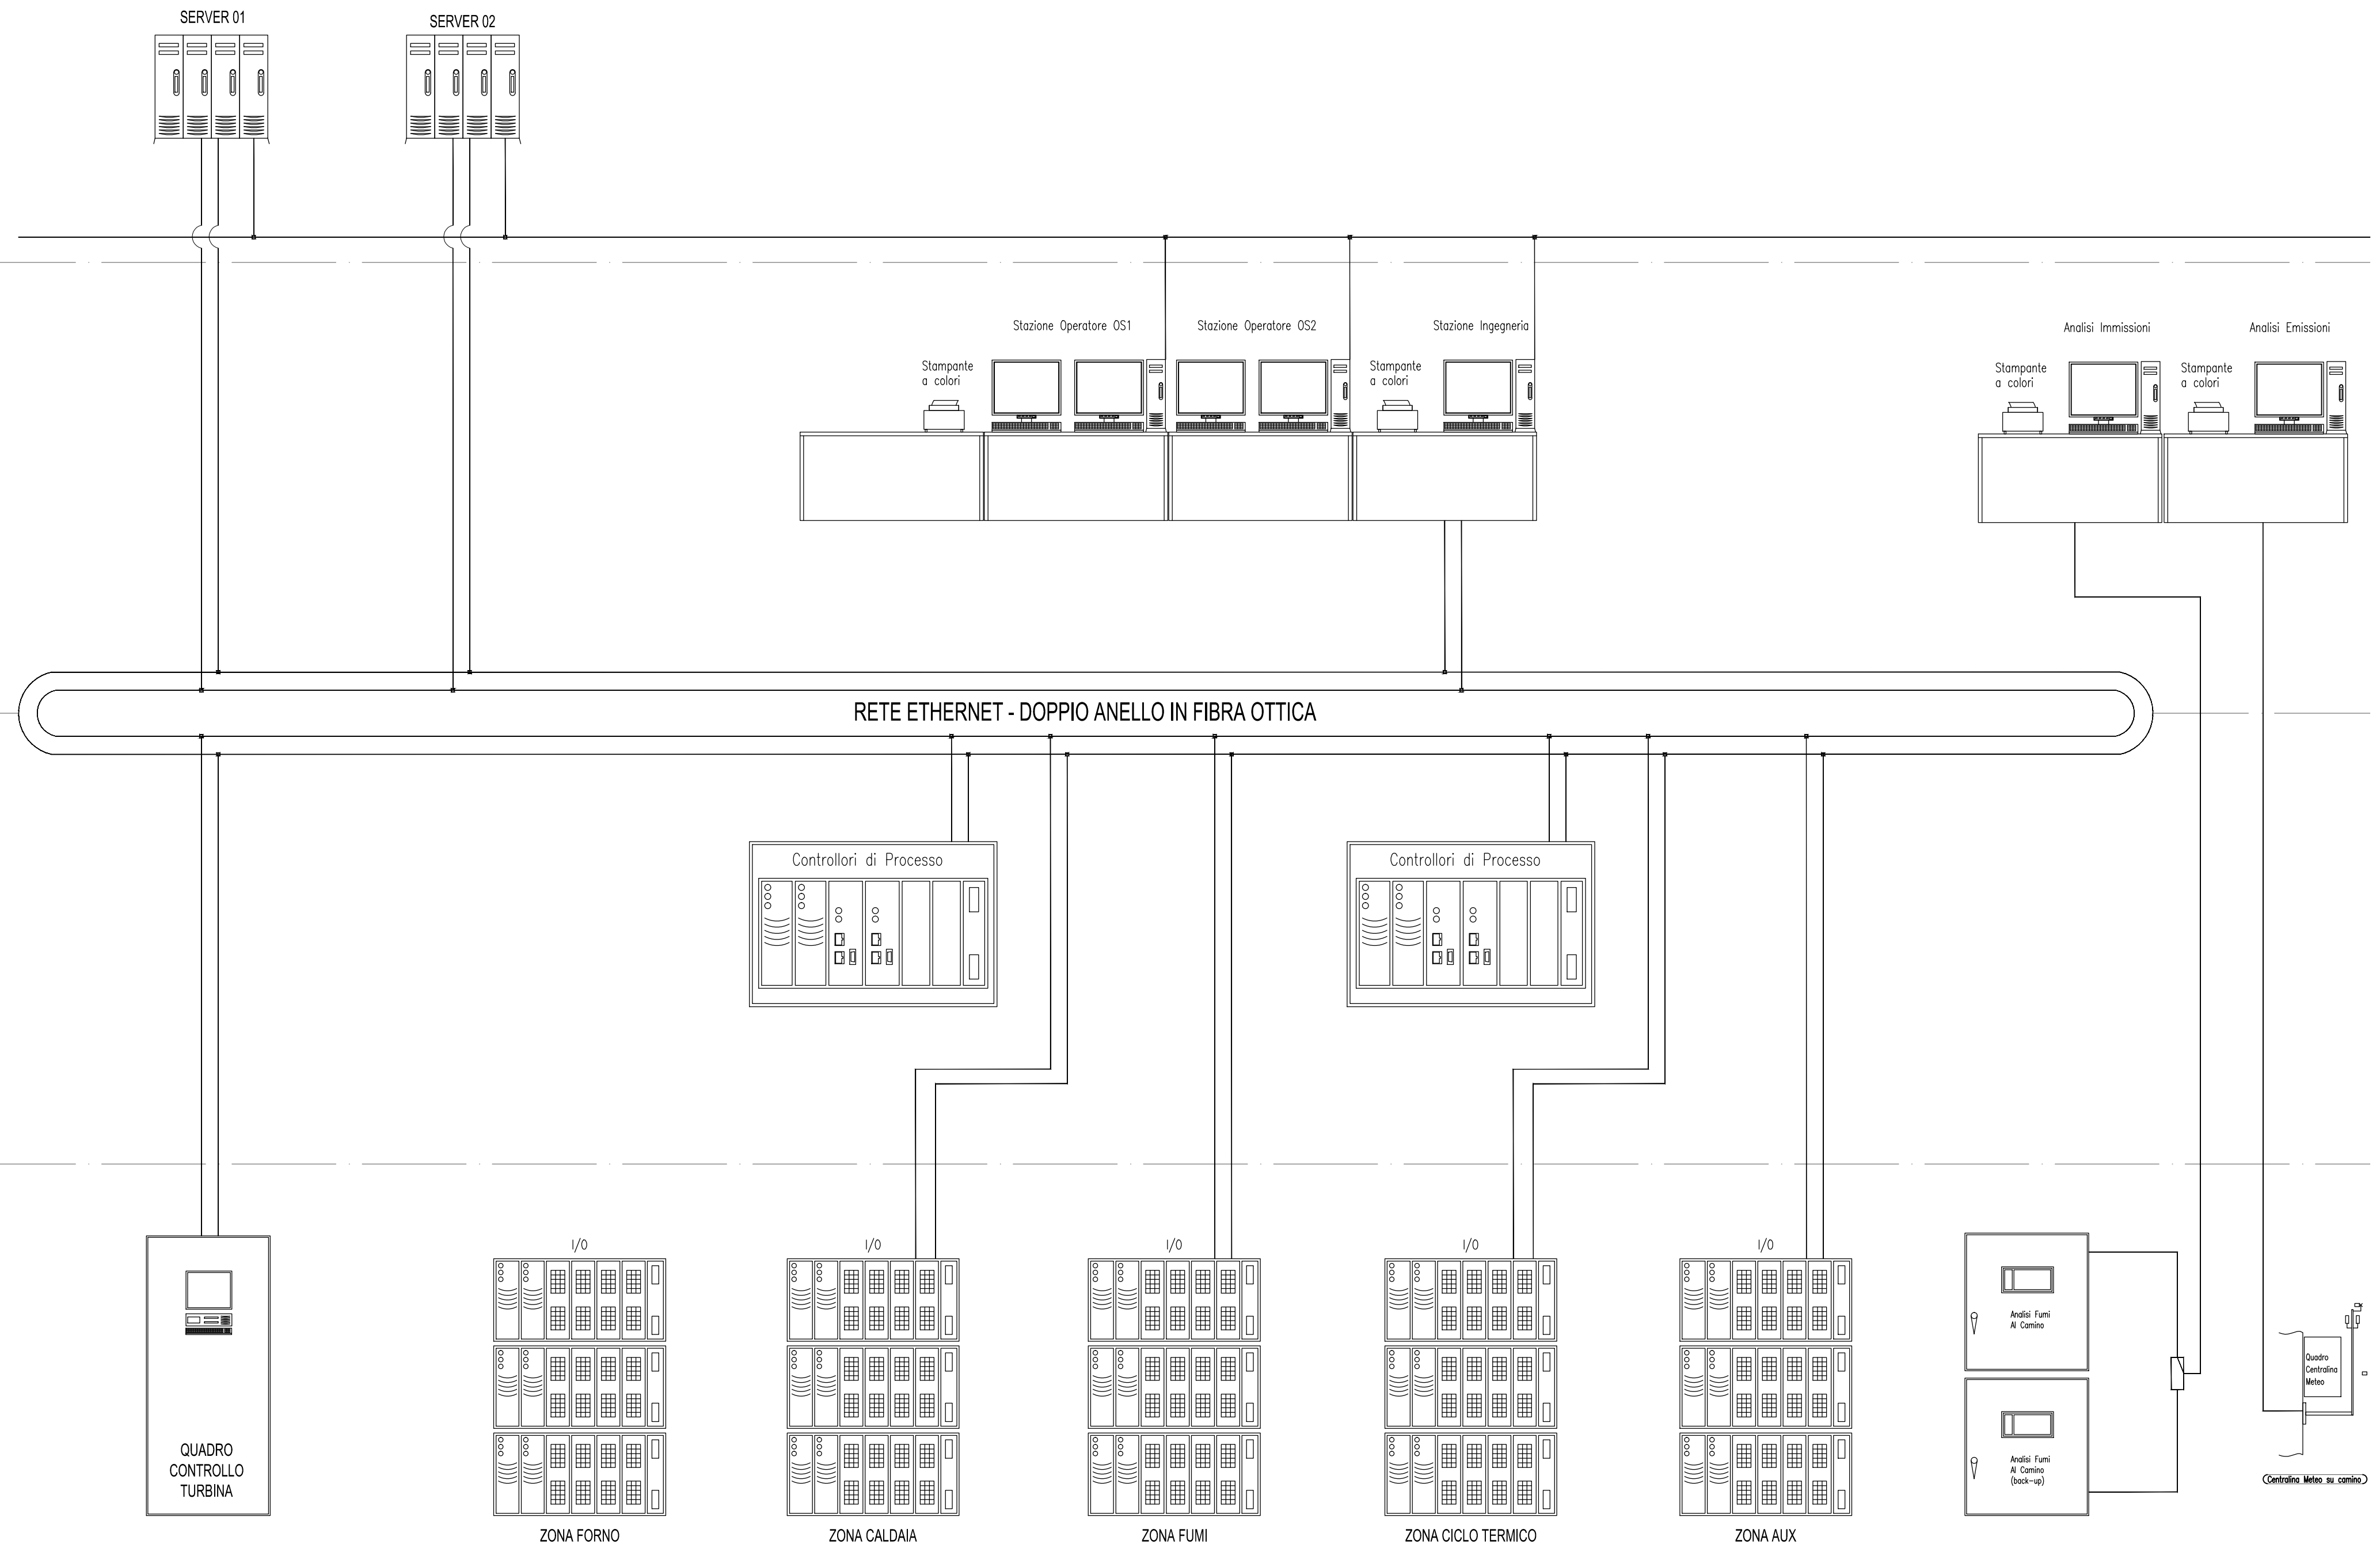 SERVER 01
SERVER 02
Stazione Operatore OS1
Stazione Operatore OS2
Stazione Ingegneria
Analisi Immissioni
Analisi Emissioni
Stampante
a colori
Stampante
a colori
Stampante
a colori
Stampante
a colori
RETE ETHERNET - DOPPIO ANELLO IN FIBRA OTTICA
Controllori di Processo
Controllori di Processo
I/O
I/O
I/O
I/O
I/O
Analisi Fumi
Al Camino
Quadro
Centralina
Meteo
QUADRO
CONTROLLO
TURBINA
Analisi Fumi
Al Camino
(back-up)
Centralina Meteo su camino
ZONA FORNO
ZONA CALDAIA
ZONA FUMI
ZONA CICLO TERMICO
ZONA AUX